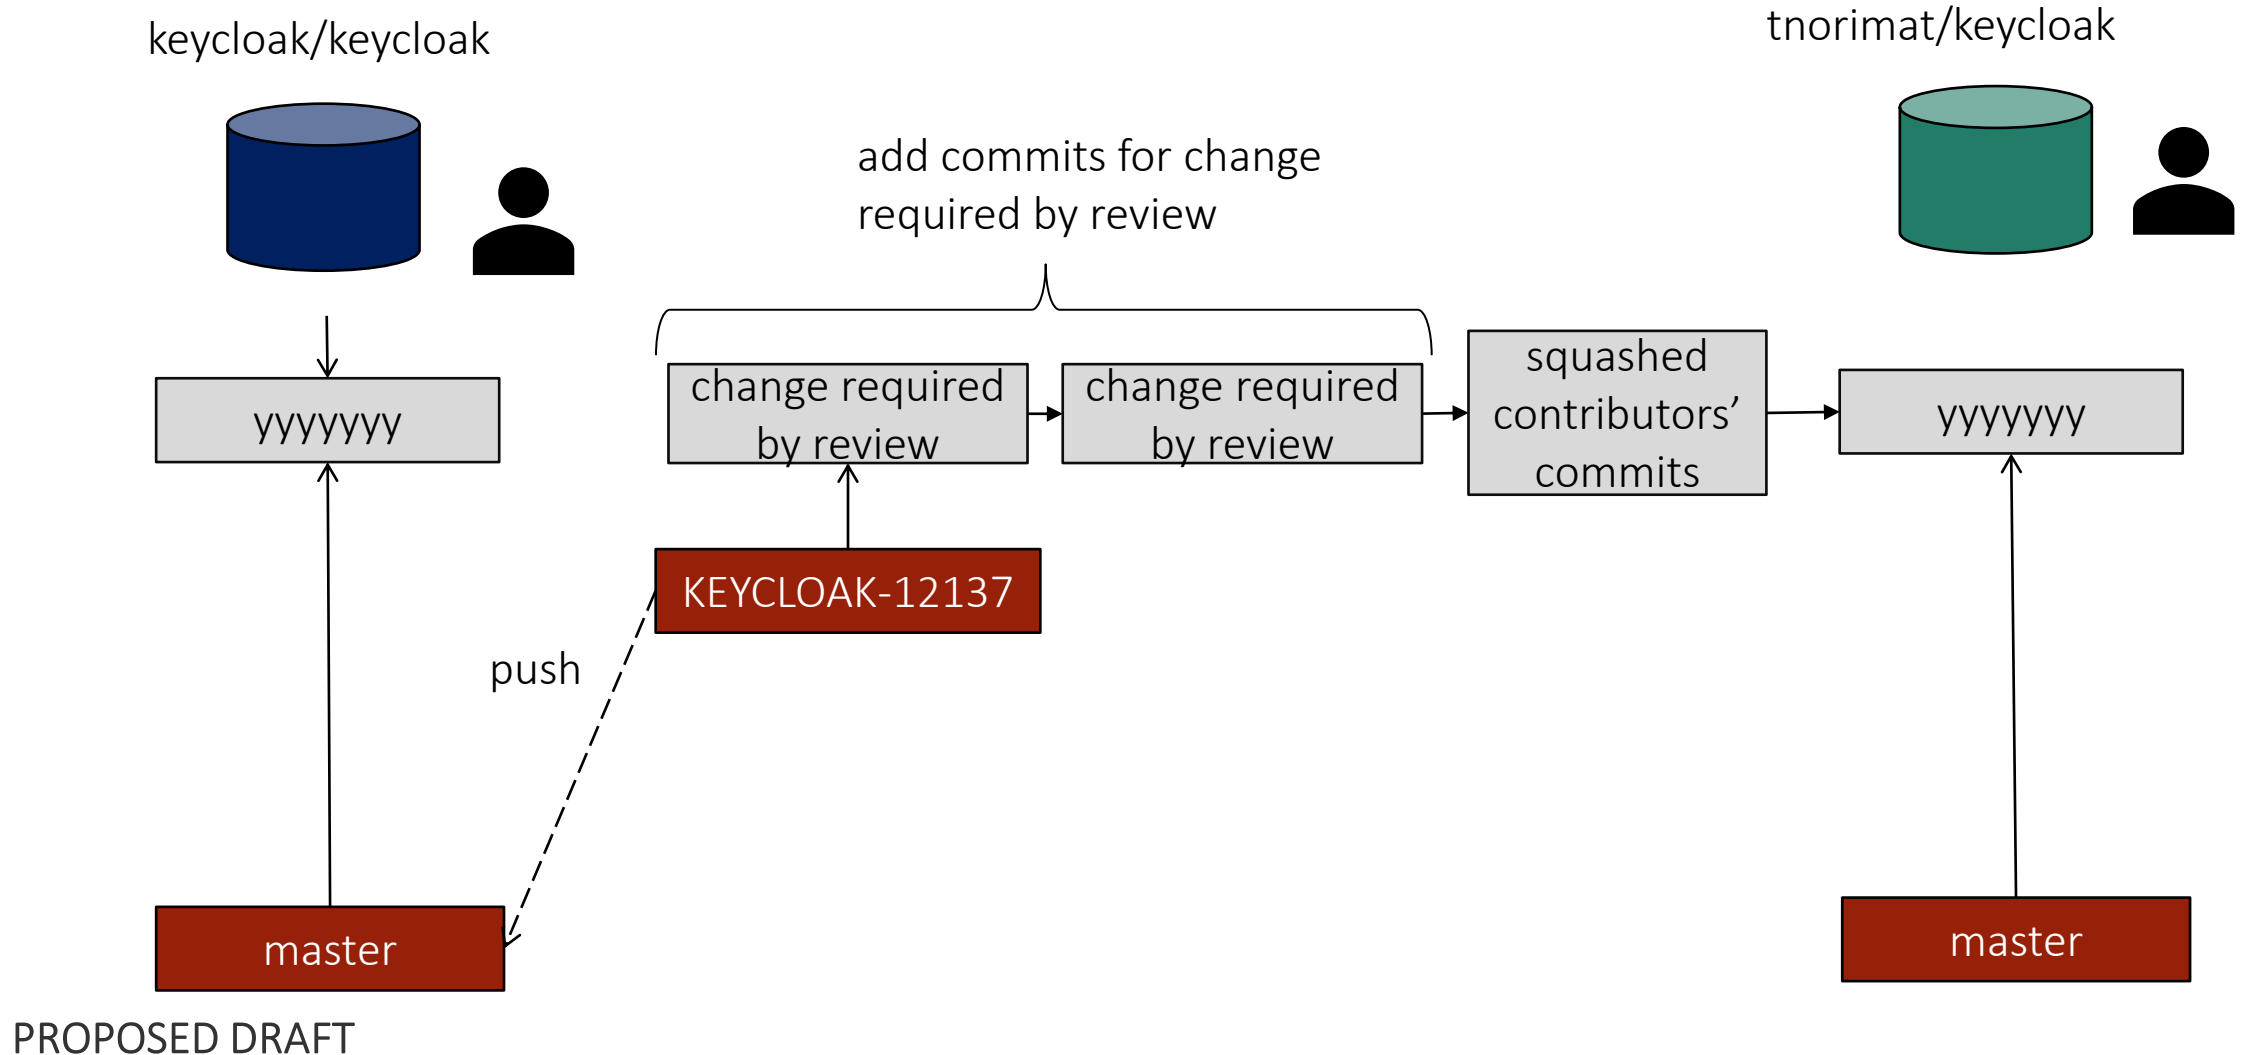 keycloak/keycloak
tnorimat/keycloak
add commits for change
required by review
yyyyyyy
change required
by review
change required
by review
squashed
contributors’
commits
yyyyyyy
KEYCLOAK-12137
push
master
master
PROPOSED DRAFT